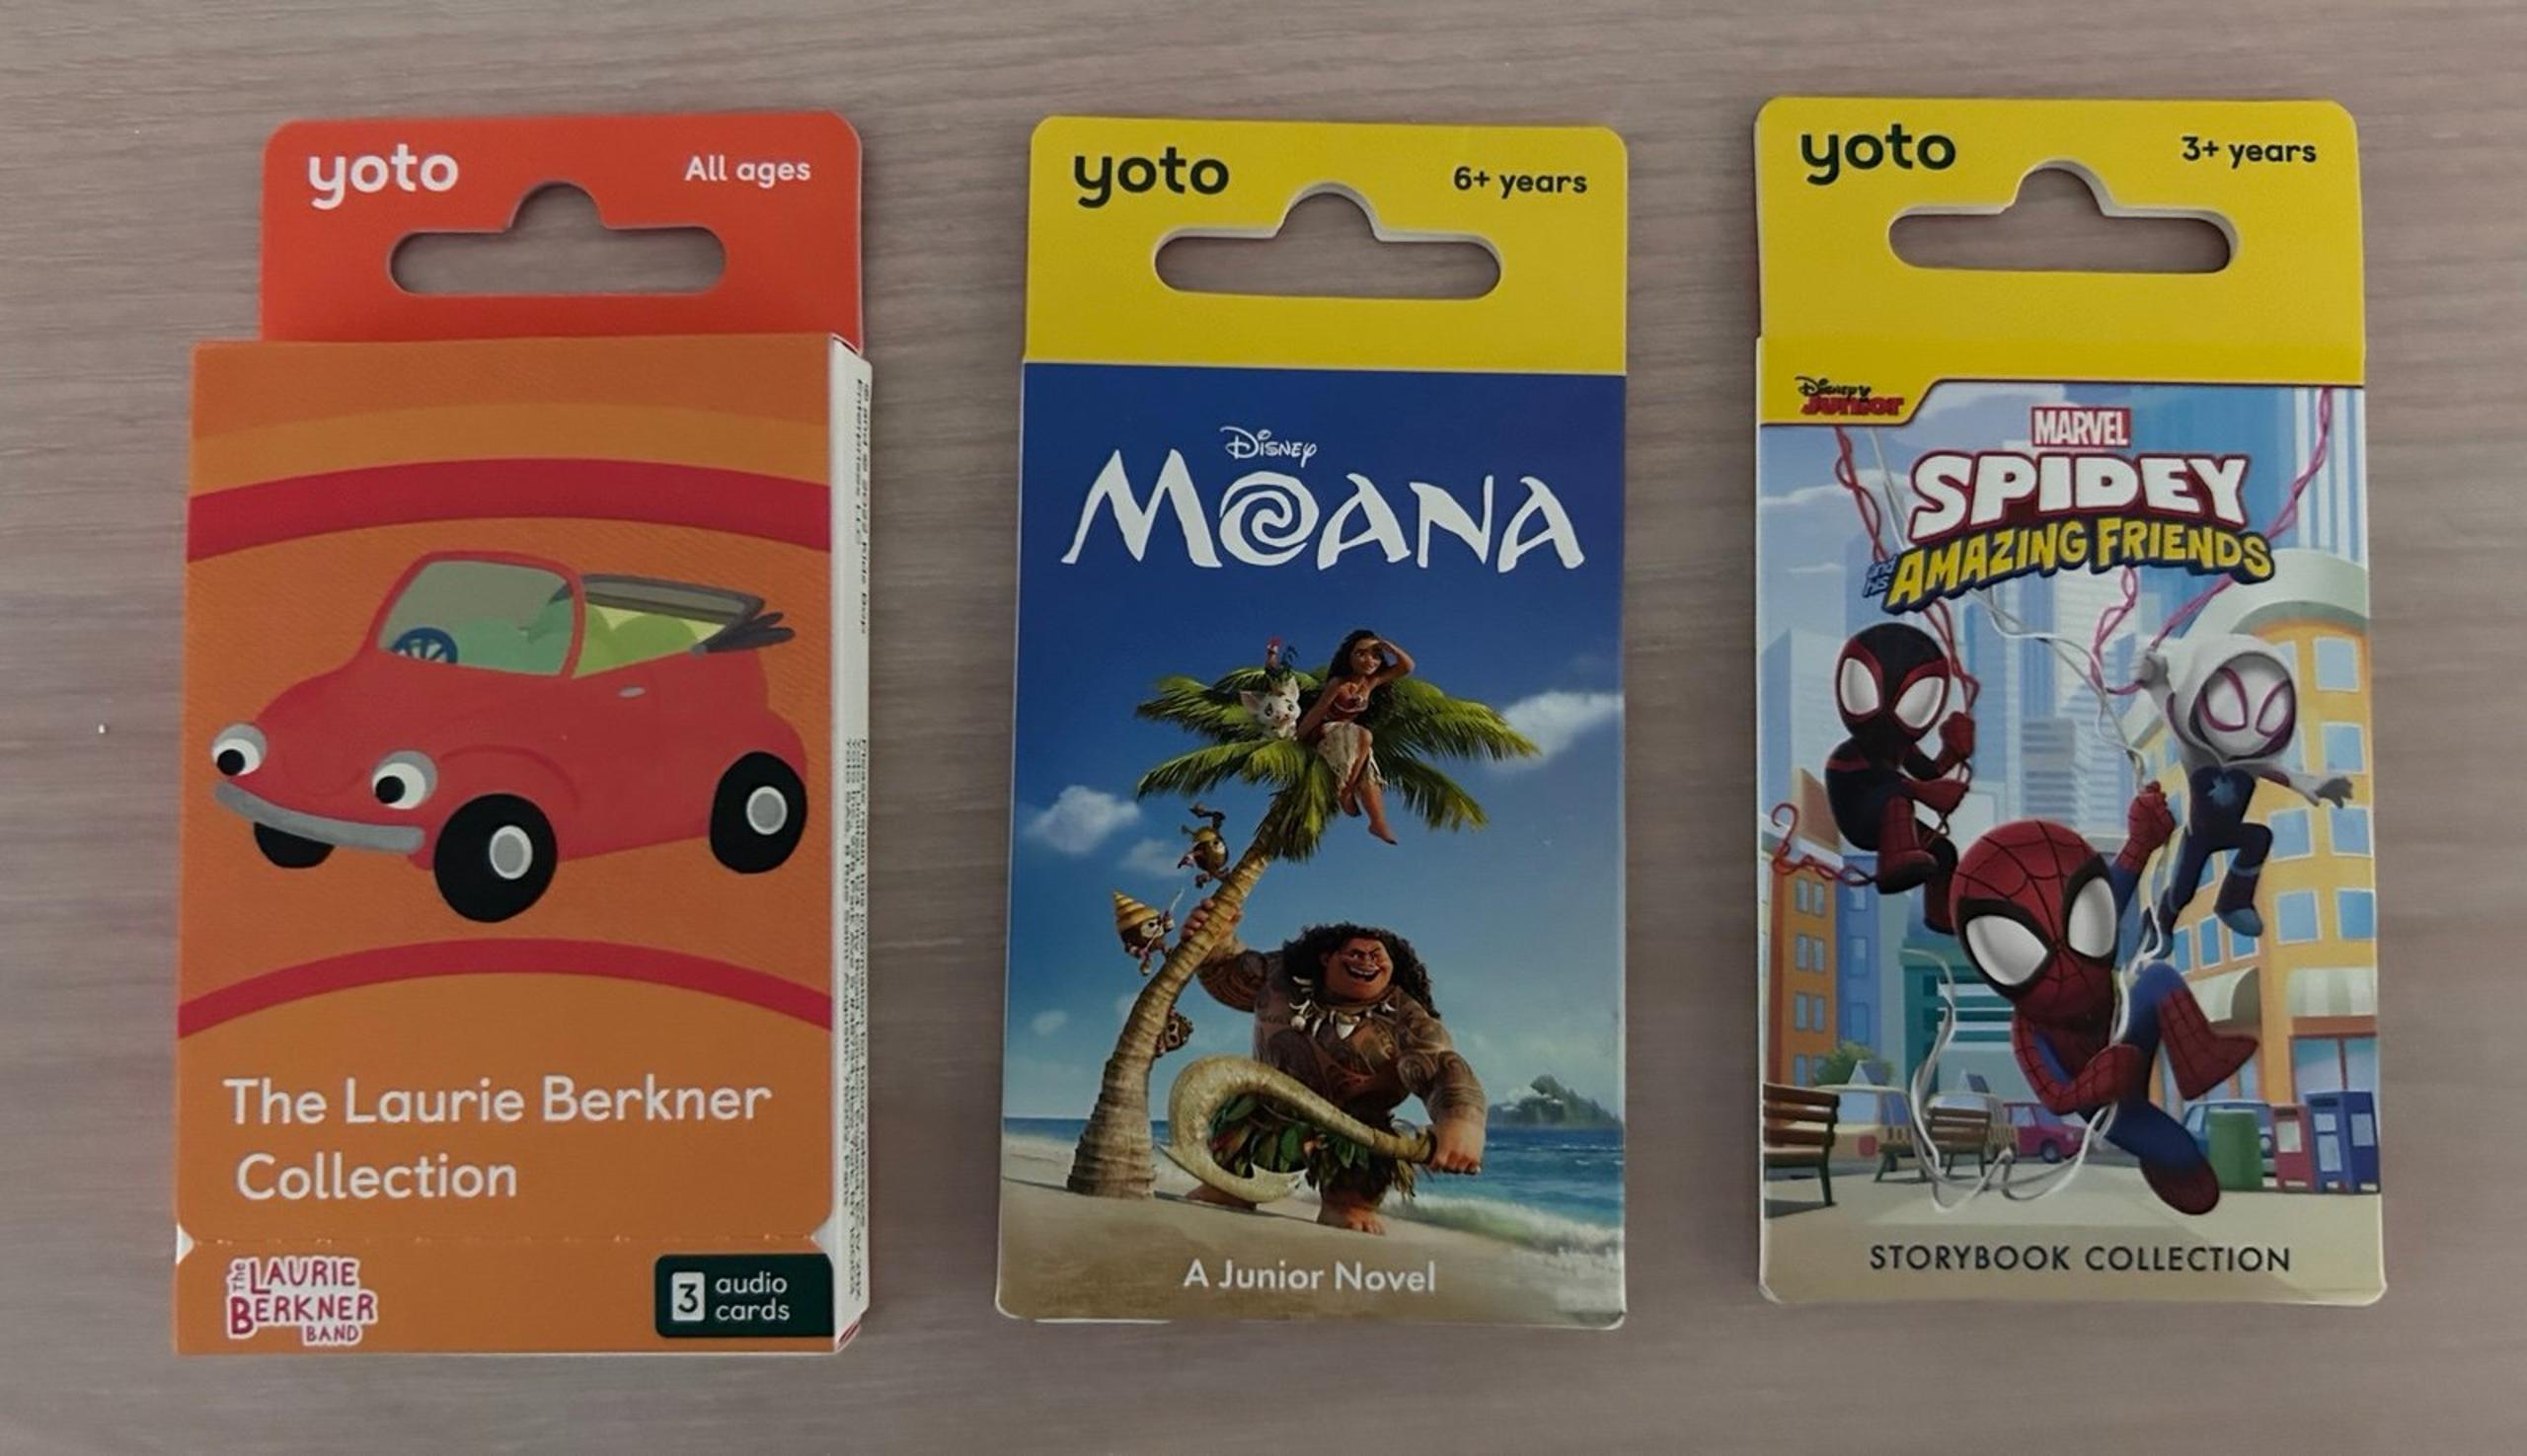 yoto
All ages
The Laurie Berkner
Collection
THE LAURIE
BERKNER
BAND
3 audio
cards
yoto
6+ years
DISNEY
MOANA
A Junior Novel
yoto
3+ years
Disney
JUNIOR
MARVEL
SPIDEY
and his AMAZING FRIENDS
STORYBOOK COLLECTION